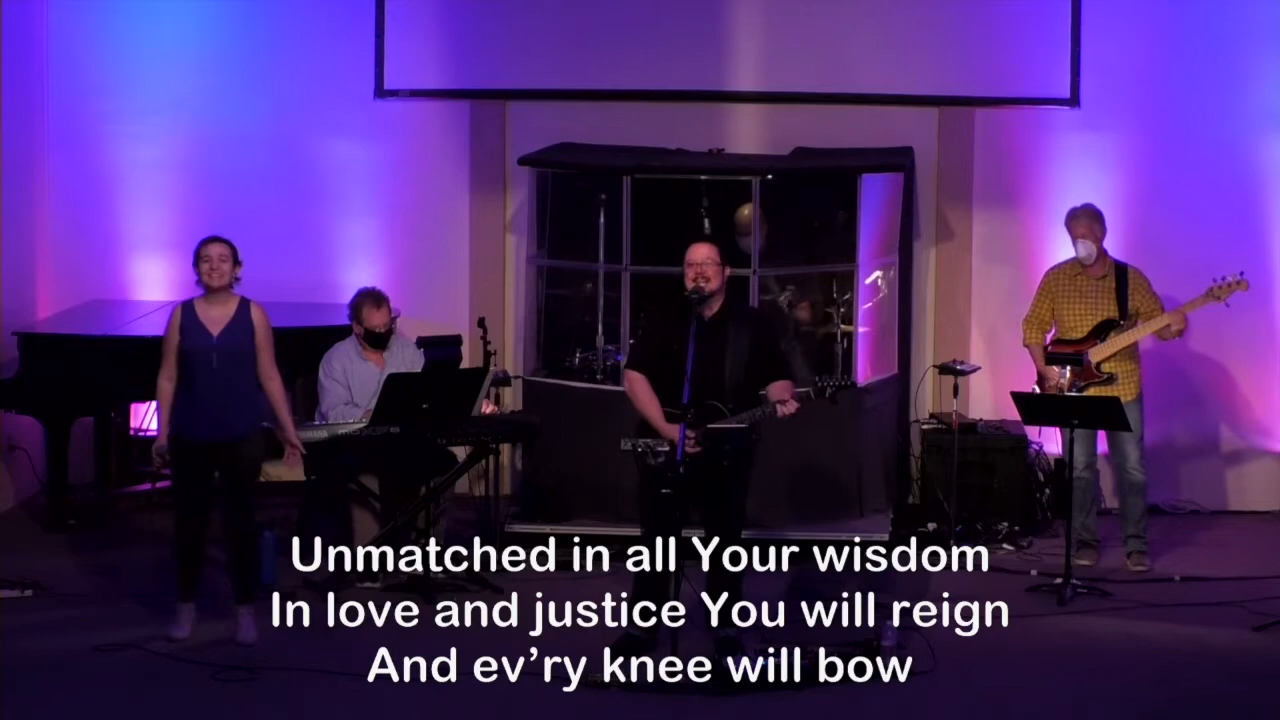 Unmatched in all Your wisdom
In love and justice You will reign
And ev’ry knee will bow